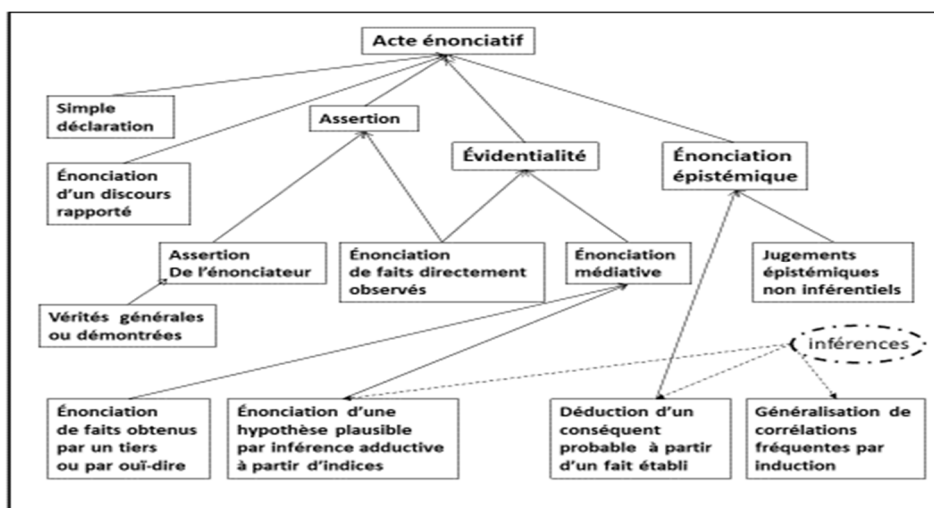 Acte énonciatif
Simple
déclaration
Assertion
Évidentialité
Énonciation
épistémique
Énonciation
d'un discours
rapporté
Assertion
De l'énonciateur
Énonciation
de faits directement
observés
Énonciation
médiative
Jugements
épistémiques
non inférentiels
Vérités générales
ou démontrées
inférences
Énonciation
de faits obtenus
par un tiers
ou par ouï-dire
Énonciation d'une
hypothèse plausible
par inférence adductive
à partir d'indices
Déduction d'un
conséquent
probable à partir
d'un fait établi
Généralisation de
corrélations
fréquentes par
induction